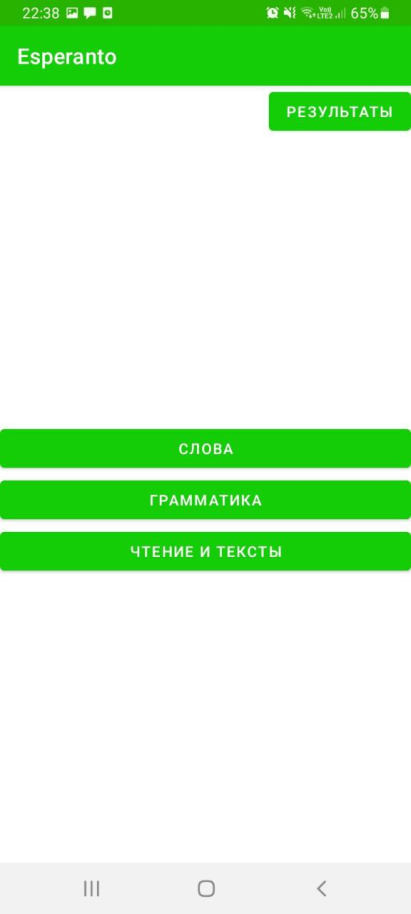 22:38 65%
Esperanto
РЕЗУЛЬТАТЫ
СЛОВА
ГРАММАТИКА
ЧТЕНИЕ И ТЕКСТЫ